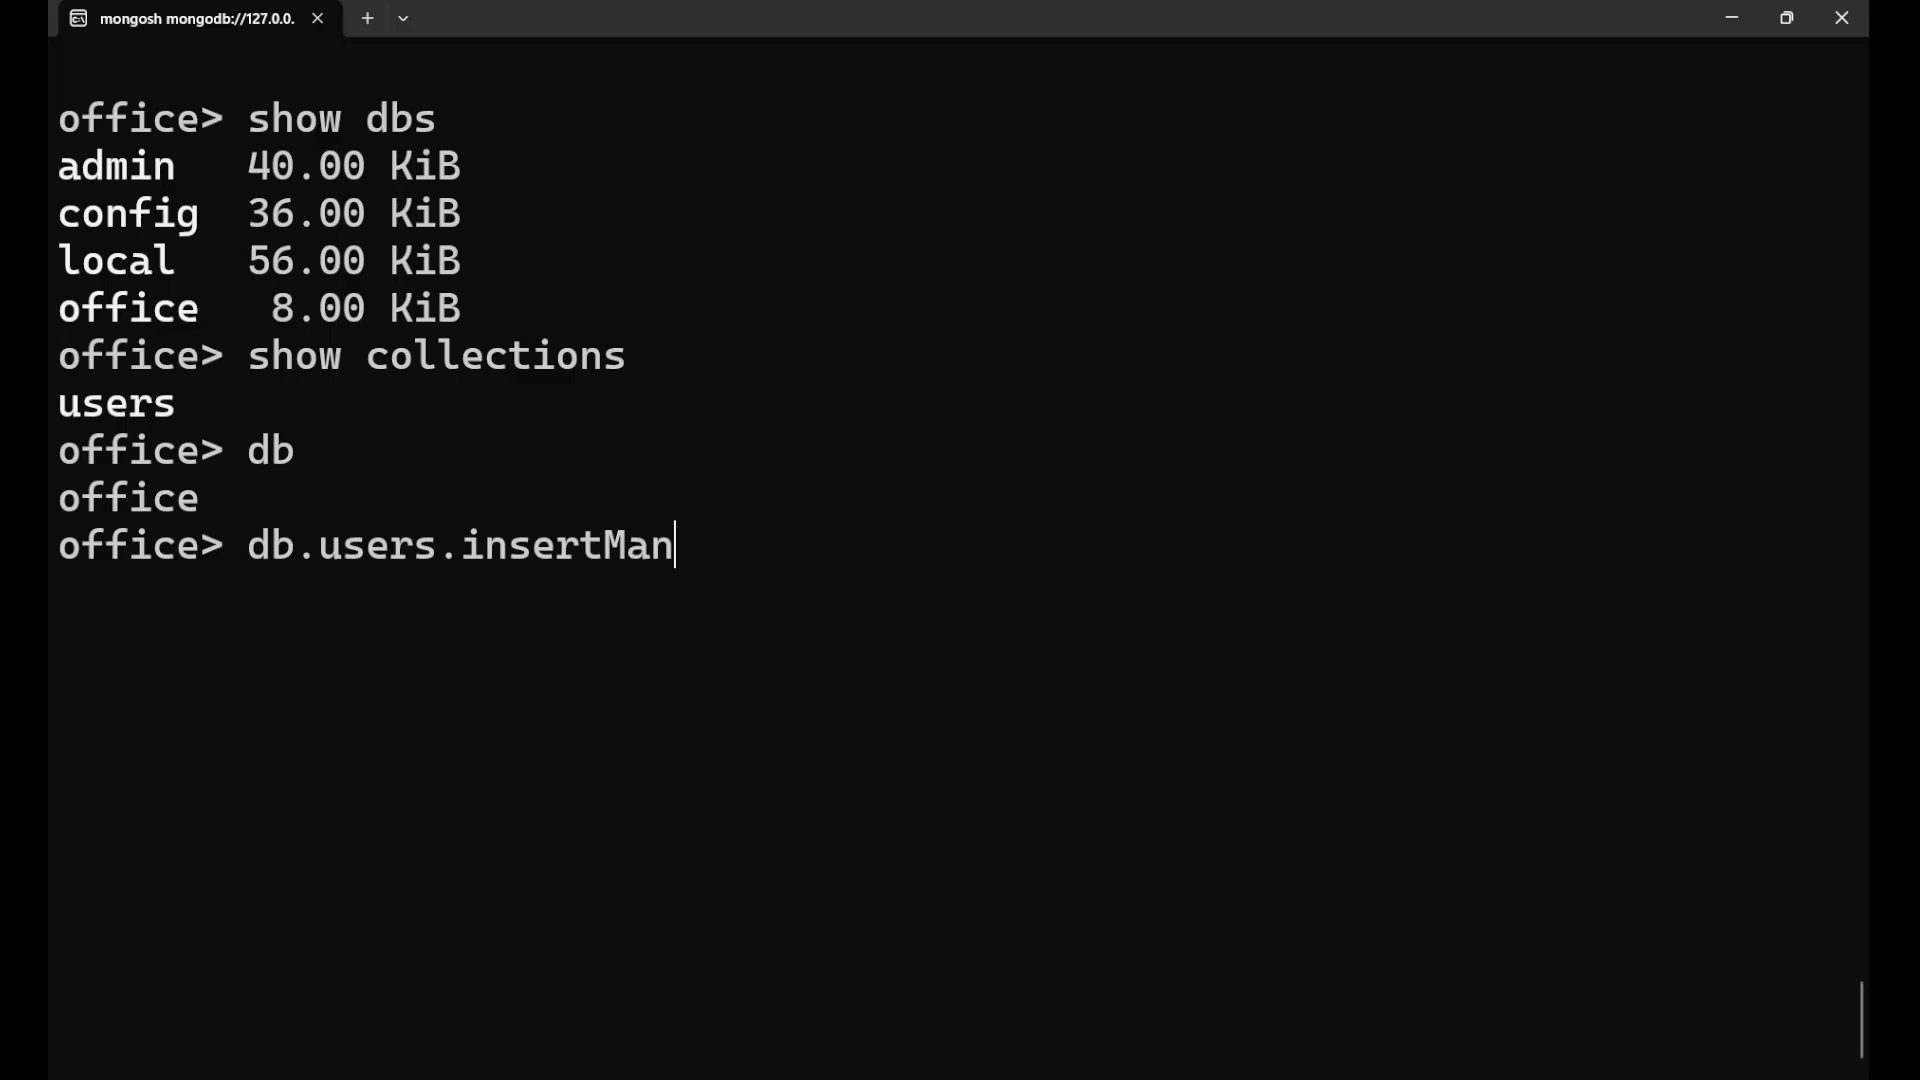 mongosh mongodb://127.0.0.
office> show dbs
admin   40.00 KiB
config  36.00 KiB
local   56.00 KiB
office   8.00 KiB
office> show collections
users
office> db
office
office> db.users.insertMan